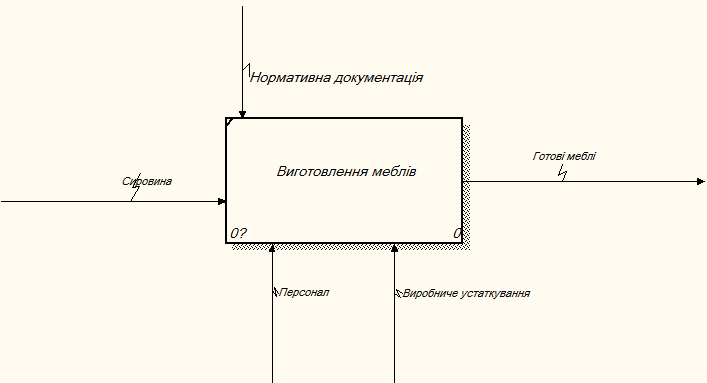 Нормативна документація
Готові меблі
Виготовлення меблів
Сировина
0?
0
Персонал
Виробниче устаткування